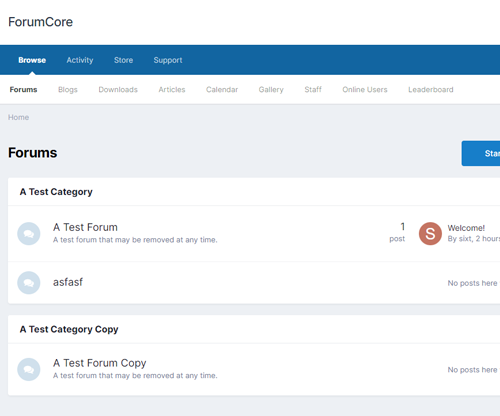 ForumCore
Browse Activity Store Support
Forums Blogs Downloads Articles Calendar Gallery Staff Online Users Leaderboard
Home
Forums
Star
A Test Category
A Test Forum
A test forum that may be removed at any time.
1
post
S
Welcome!
By sixt, 2 hours
asfasf
No posts here
A Test Category Copy
A Test Forum Copy
A test forum that may be removed at any time.
No posts here